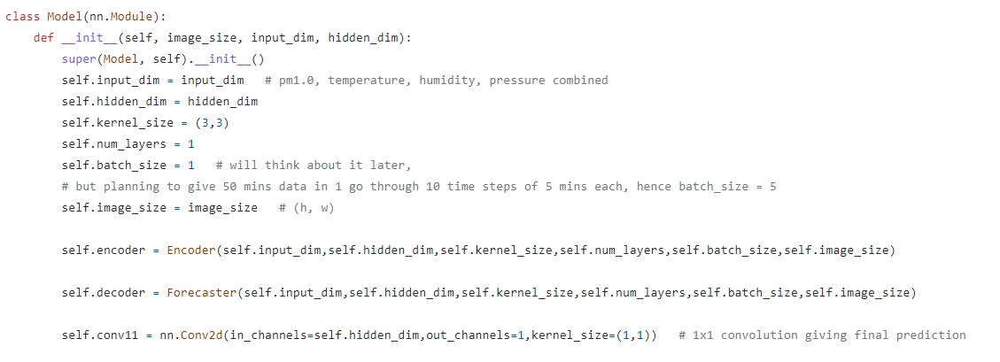 class Model(nn.Module):
    def __init__(self, image_size, input_dim, hidden_dim):
        super(Model, self).__init__()
        self.input_dim = input_dim   # pm1.0, temperature, humidity, pressure combined
        self.hidden_dim = hidden_dim
        self.kernel_size = (3,3)
        self.num_layers = 1
        self.batch_size = 1   # will think about it later,
        # but planning to give 50 mins data in 1 go through 10 time steps of 5 mins each, hence batch_size = 5
        self.image_size = image_size   # (h, w)
        self.encoder = Encoder(self.input_dim,self.hidden_dim,self.kernel_size,self.num_layers,self.batch_size,self.image_size)
        self.decoder = Forecaster(self.input_dim,self.hidden_dim,self.kernel_size,self.num_layers,self.batch_size,self.image_size)
        self.conv11 = nn.Conv2d(in_channels=self.hidden_dim,out_channels=1,kernel_size=(1,1))   # 1x1 convolution giving final prediction